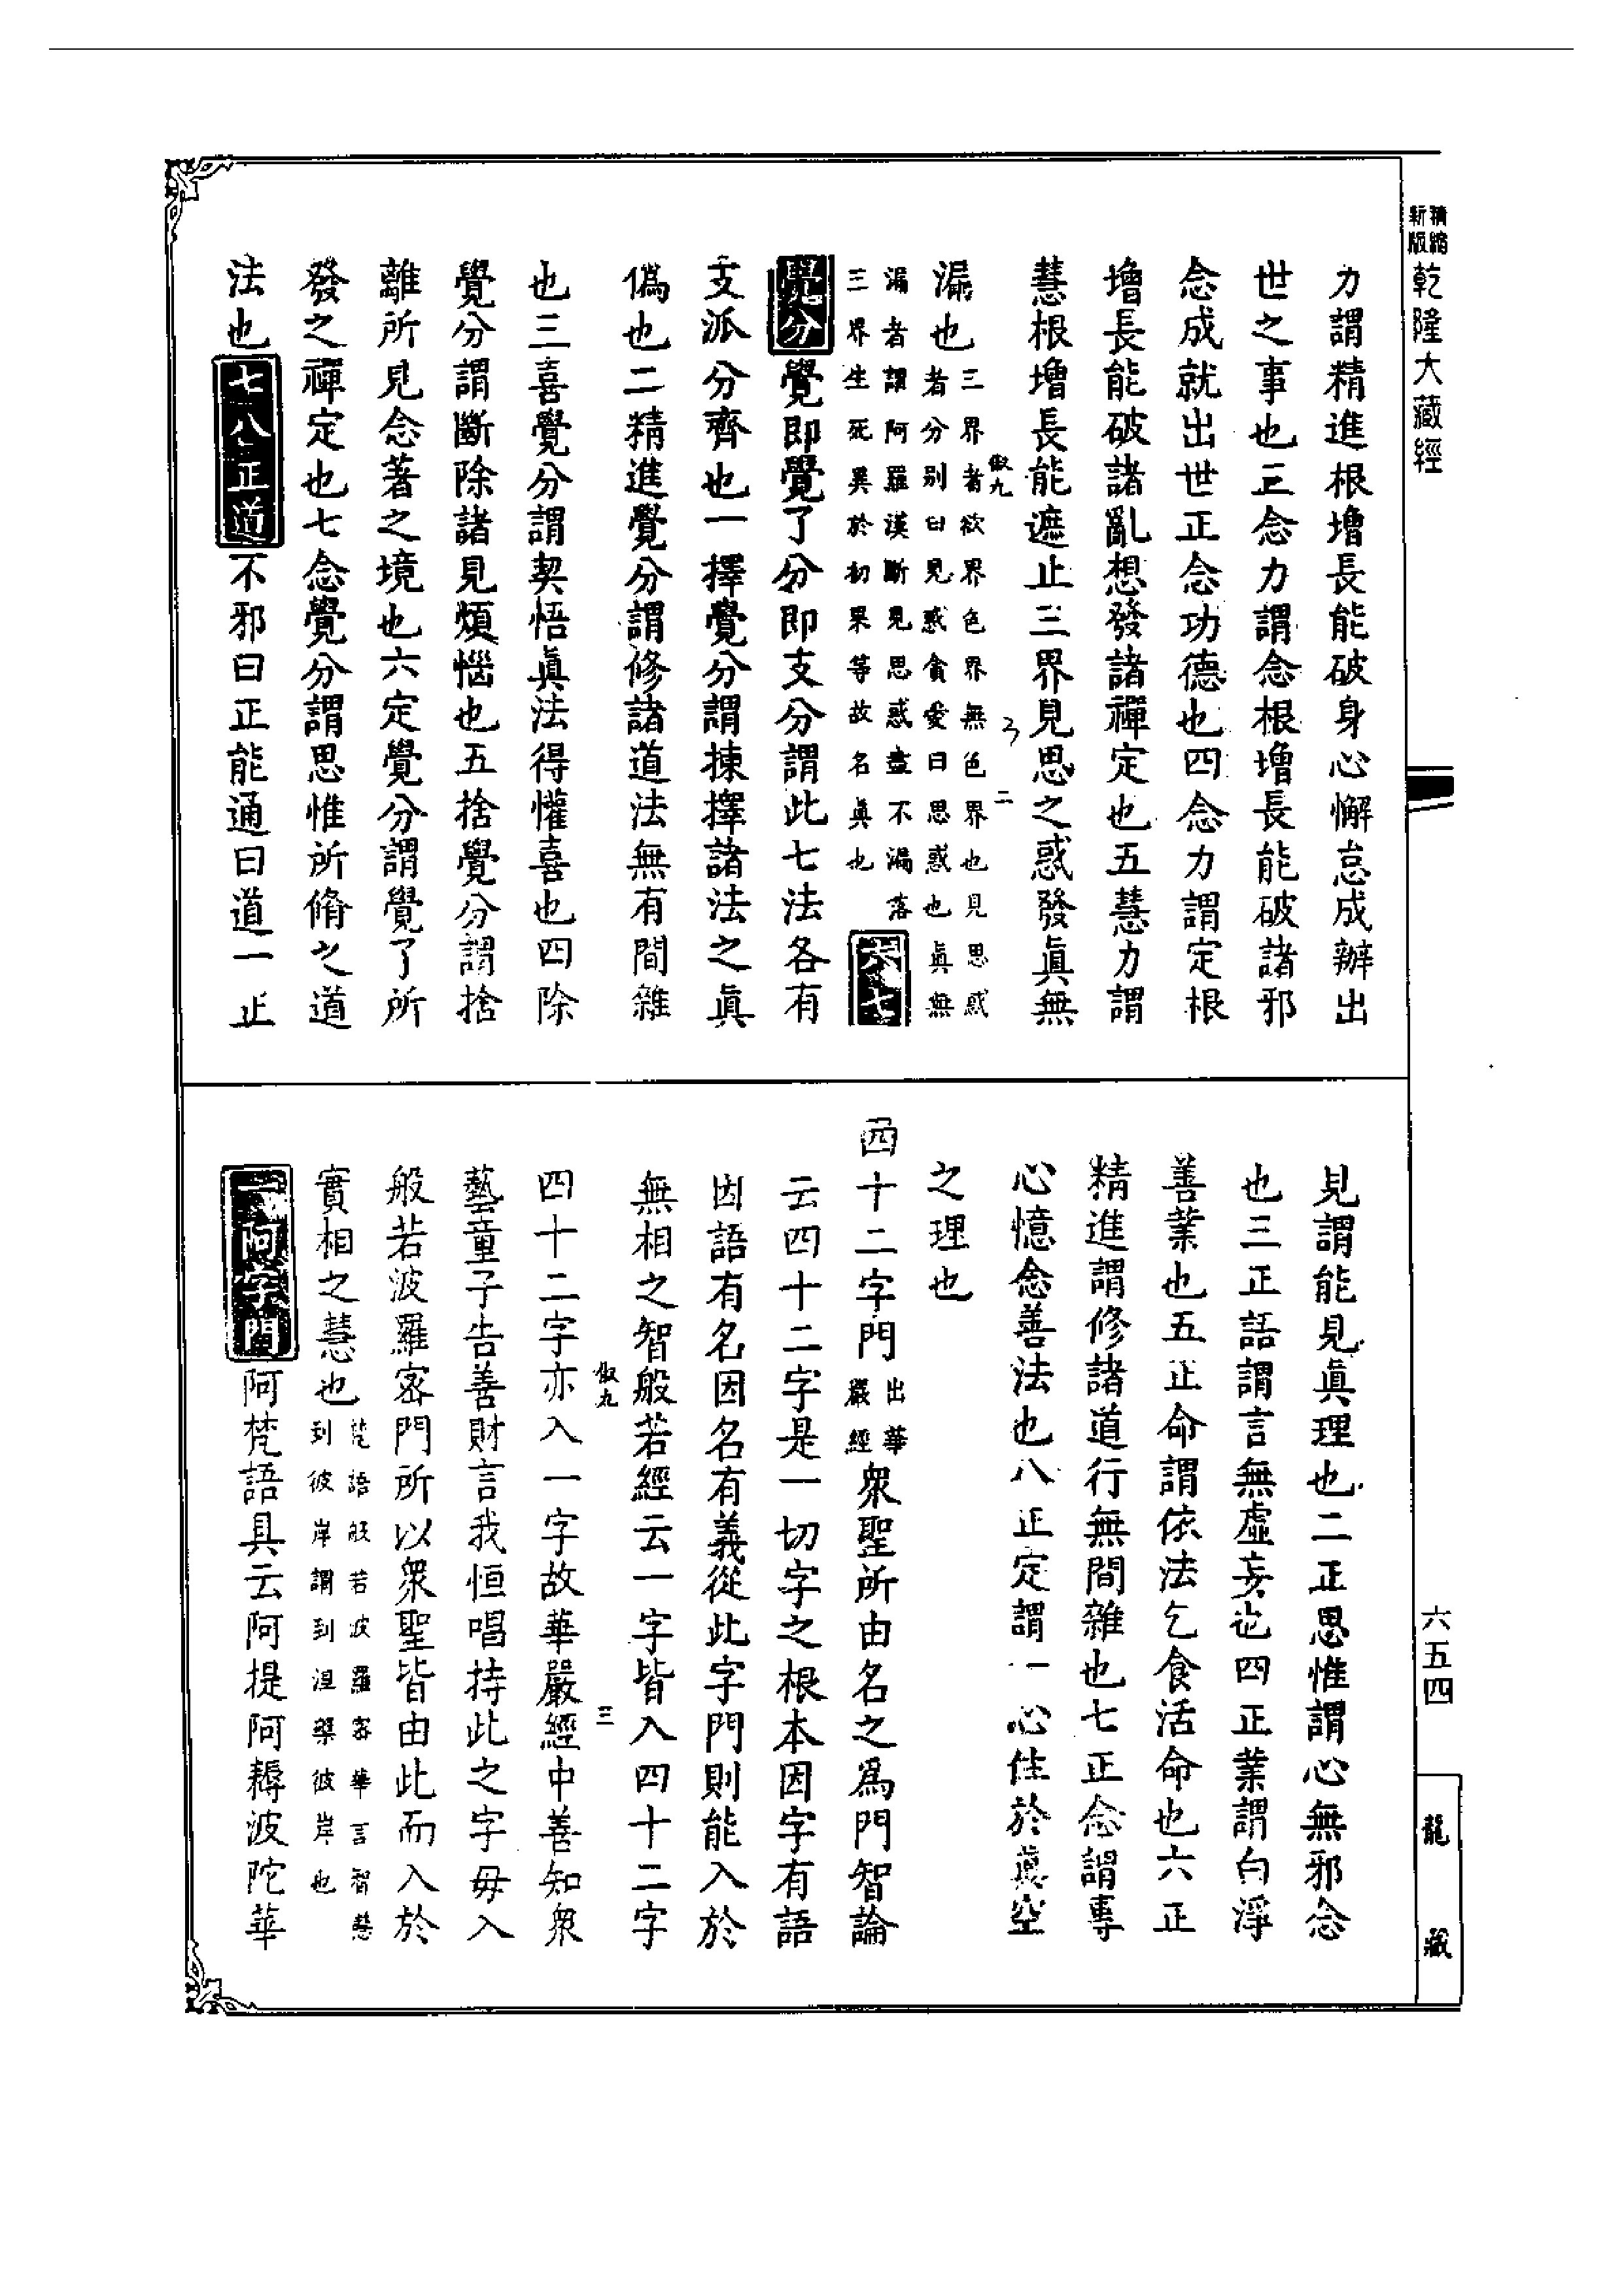 精縮新版乾隆大藏經
力謂精進根增長能破身心懈怠成辦出
世之事也三念力謂念根增長能破諸邪
念成就出世正念功德也四念力謂定根
增長能破諸亂想發諸禪定也五慧力謂
慧根增長能遮止三界見思之惑發眞無
漏也三界者欲界色界無色界也見思惑
者分別曰見惑貪愛曰思惑也眞無
漏者謂阿羅漢斷見思惑盡不漏落
三界生死異於初果等故名眞也六七
覺分覺即覺了分即支分謂此七法各有
支派分齊也一擇覺分謂揀擇諸法之眞
僞也二精進覺分謂修諸道法無有間雜
也三喜覺分謂契悟眞法得懽喜也四除
覺分謂斷除諸見煩惱也五捨覺分謂捨
離所見念著之境也六定覺分謂覺了所
發之禪定也七念覺分謂思惟所脩之道
法也七八正道不邪曰正能通曰道一正
見謂能見眞理也二正思惟謂心無邪念
也三正語謂言無虛妄也四正業謂白淨
善業也五正命謂依法乞食活命也六正
精進謂修諸道行無間雜也七正念謂專
心憶念善法也八正定謂一心住於眞空
之理也
四十二字門出華嚴經衆聖所由名之爲門智論
云四十二字是一切字之根本因字有語
因語有名因名有義從此字門則能入於
無相之智般若經云一字皆入四十二字
四十二字亦入一字故華嚴經中善知衆
藝童子告善財言我恒唱持此之字母入
般若波羅密門所以衆聖皆由此而入於
實相之慧也梵語般若波羅密華言智慧
到彼岸謂到涅槃彼岸也
一阿字門阿梵語具云阿提阿耨波陀華
六五四
龍藏